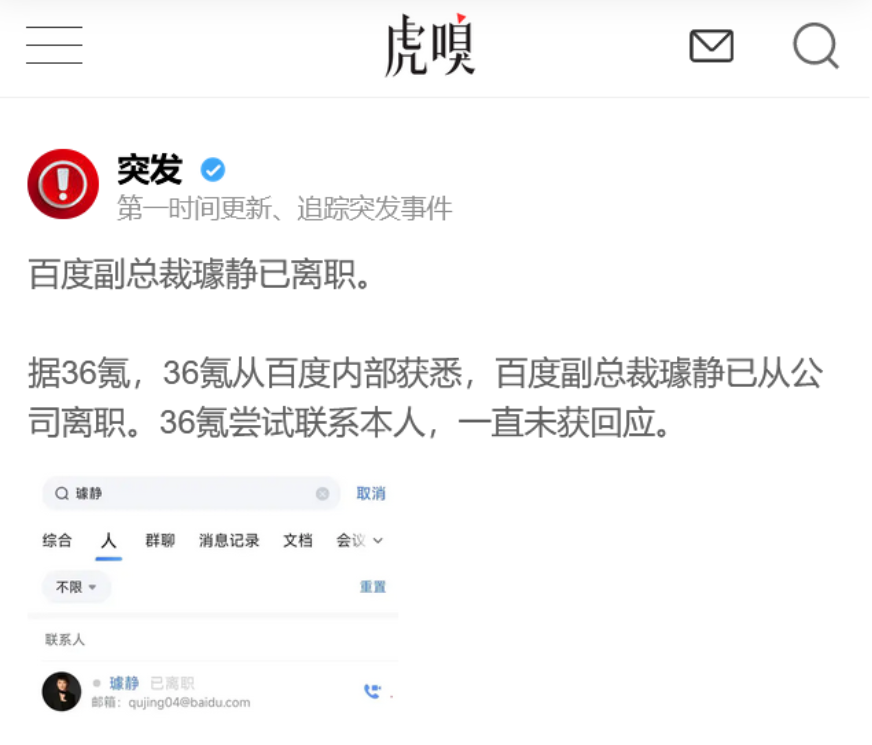 虎嗅
突发
第一时间更新、追踪突发事件
百度副总裁璩静已离职。
据36氪，36氪从百度内部获悉，百度副总裁璩静已从公
司离职。36氪尝试联系本人，一直未获回应。
璩静 取消
综合 人 群聊 消息记录 文档 会议
不限 重置
联系人
璩静 已离职
邮箱：qujing04@baidu.com